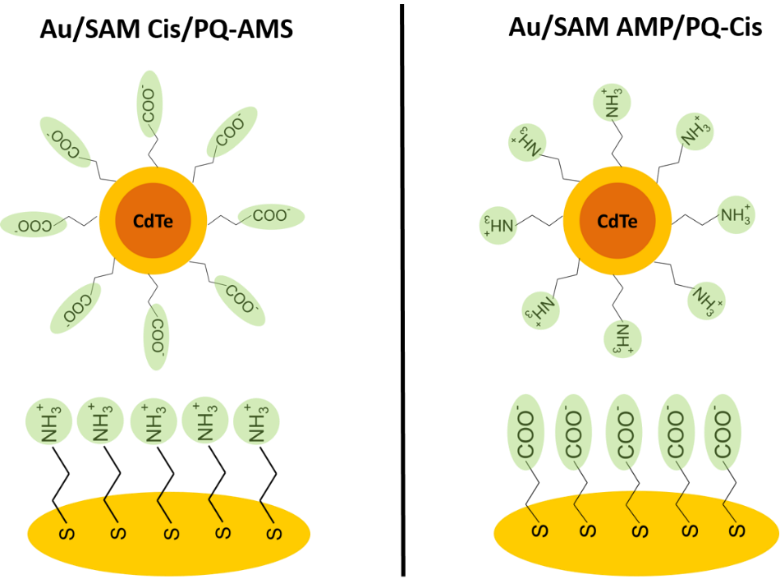 Au/SAM Cis/PQ-AMS
COO⁻
COO⁻
COO⁻
COO⁻
CdTe
COO⁻
COO⁻
COO⁻
COO⁻
NH₃⁺ NH₃⁺ NH₃⁺ NH₃⁺ NH₃⁺
S S S S S
Au/SAM AMP/PQ-Cis
NH₃⁺
NH₃⁺
NH₃⁺
NH₃⁺
CdTe
NH₃⁺
NH₃⁺
NH₃⁺
NH₃⁺
COO⁻ COO⁻ COO⁻ COO⁻ COO⁻
S S S S S